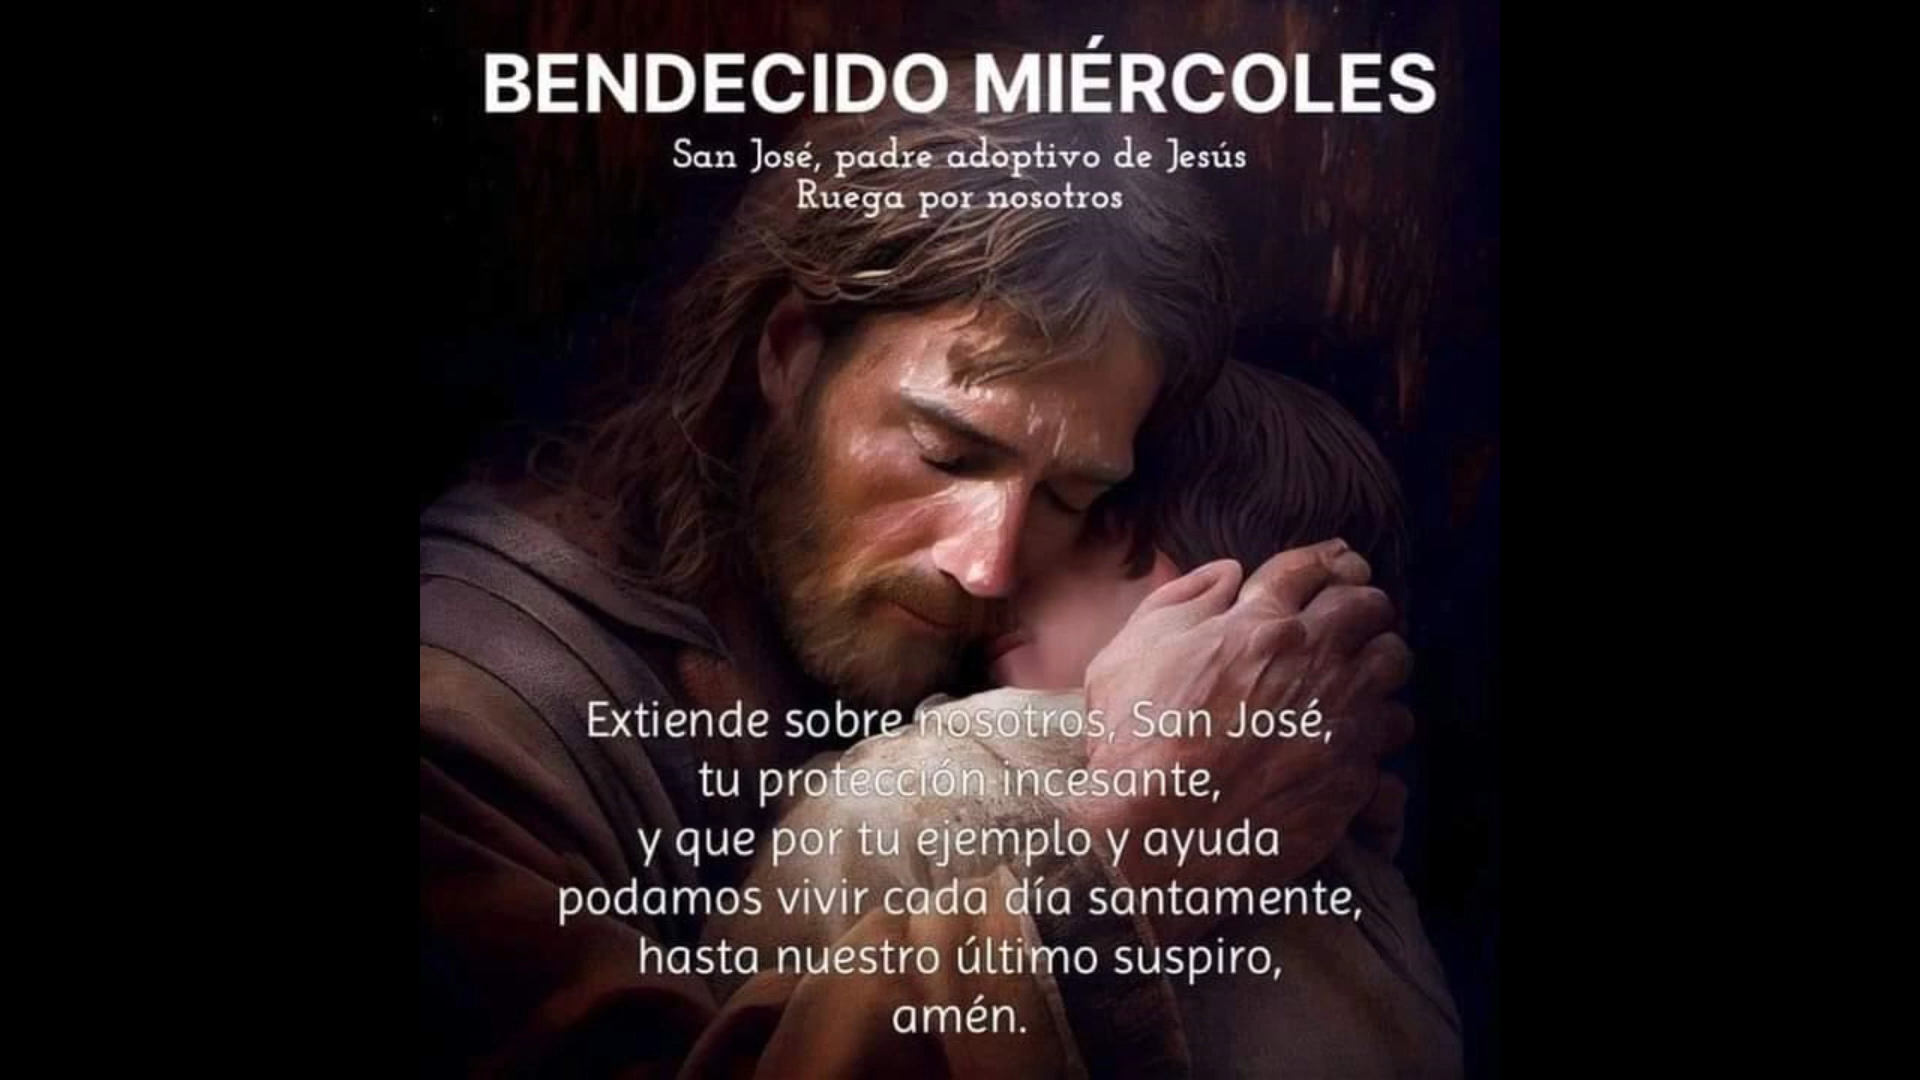 BENDECIDO MIÉRCOLES
San José, padre adoptivo de Jesús
Ruega por nosotros
Extiende sobre nosotros, San José,
tu protección incesante,
y que por tu ejemplo y ayuda
podamos vivir cada día santamente,
hasta nuestro último suspiro,
amén.